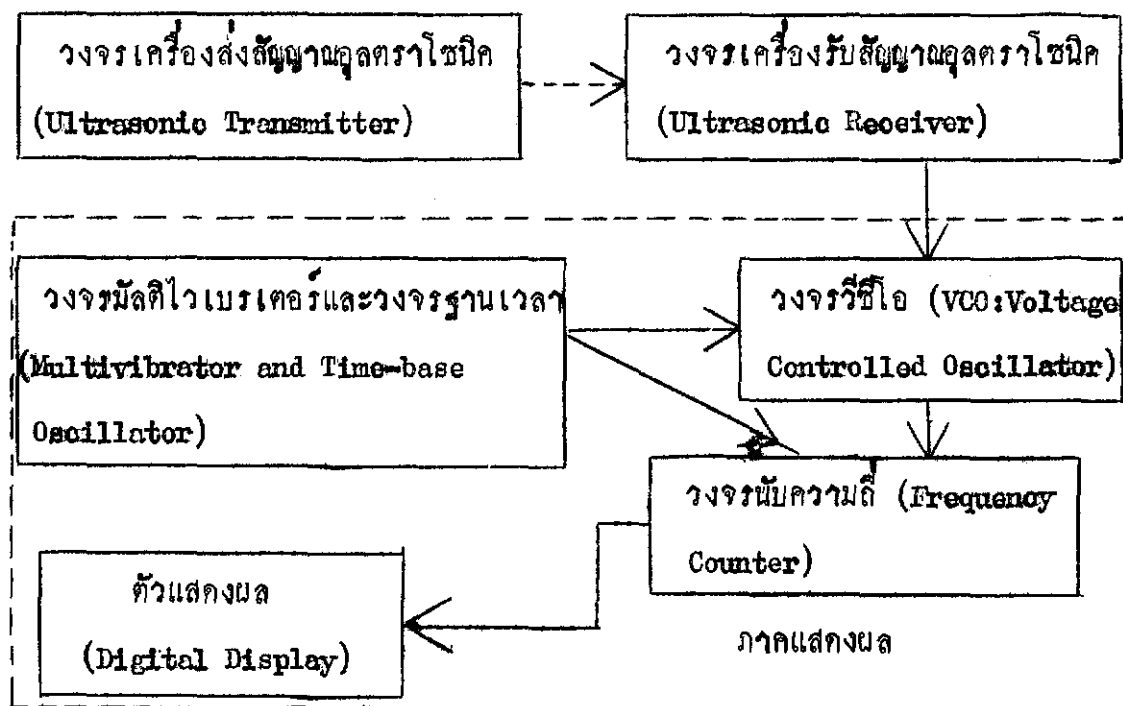 วงจรเครื่องส่งสัญญาณอุลตราโซนิค
(Ultrasonic Transmitter)
วงจรเครื่องรับสัญญาณอุลตราโซนิค
(Ultrasonic Receiver)
วงจรมัลติไวเบรเตอร์และวงจรฐานเวลา
(Multivibrator and Time-base
Oscillator)
วงจรวีซีโอ (VCO:Voltage
Controlled Oscillator)
วงจรนับความถี่ (Frequency
Counter)
ตัวแสดงผล
(Digital Display)
ภาคแสดงผล